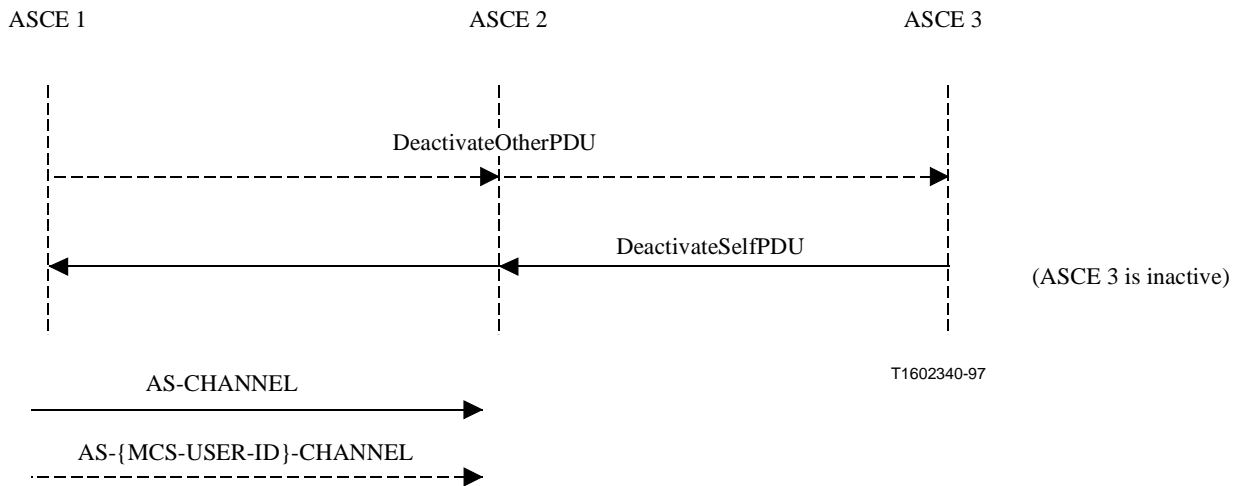 ASCE 1 ASCE 2 ASCE 3
DeactivateOtherPDU
DeactivateSelfPDU
(ASCE 3 is inactive)
T1602340-97
AS-CHANNEL
AS-{MCS-USER-ID}-CHANNEL